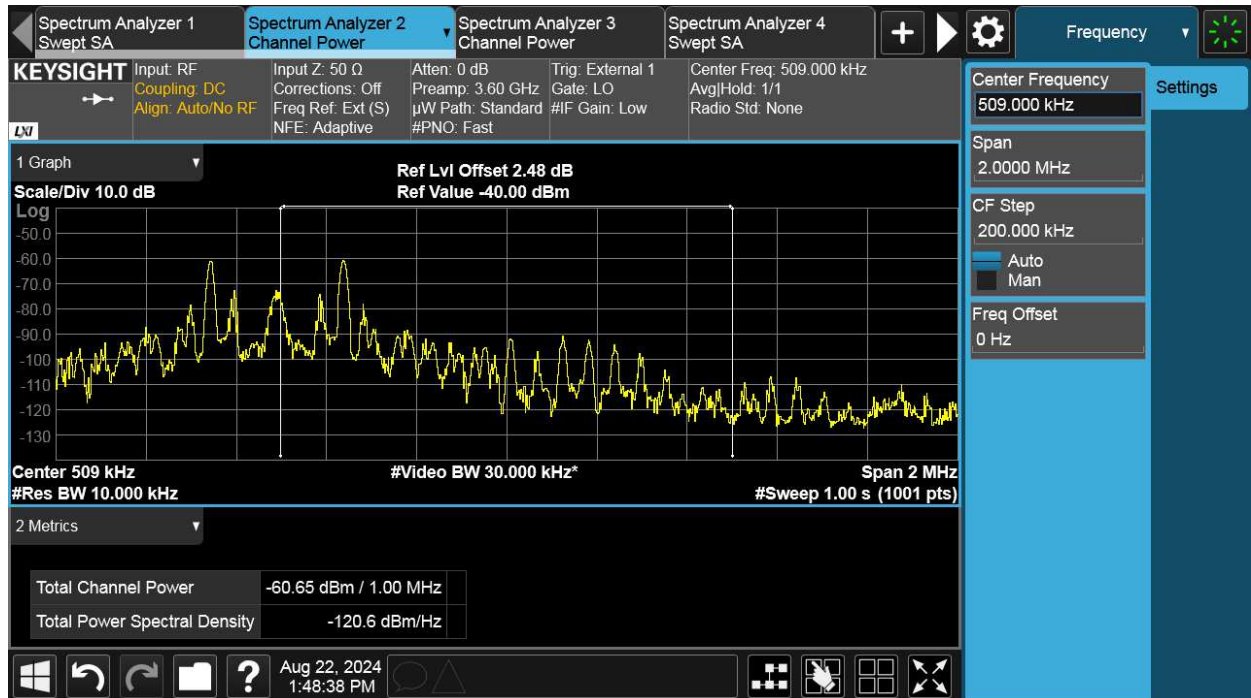 Spectrum Analyzer 1
Swept SA
Spectrum Analyzer 2
Channel Power
Spectrum Analyzer 3
Channel Power
Spectrum Analyzer 4
Swept SA
+
Frequency
KEYSIGHT
LXI
Input: RF
Coupling: DC
Align: Auto/No RF
Input Z: 50 Ω
Corrections: Off
Freq Ref: Ext (S)
NFE: Adaptive
Atten: 0 dB
Preamp: 3.60 GHz
µW Path: Standard
#PNO: Fast
Trig: External 1
Gate: LO
#IF Gain: Low
Center Freq: 509.000 kHz
Avg|Hold: 1/1
Radio Std: None
Center Frequency
509.000 kHz
Settings
Span
2.0000 MHz
CF Step
200.000 kHz
Auto
Man
Freq Offset
0 Hz
1 Graph
Scale/Div 10.0 dB
Ref Lvl Offset 2.48 dB
Ref Value -40.00 dBm
Log
-50.0
-60.0
-70.0
-80.0
-90.0
-100
-110
-120
-130
Center 509 kHz
#Video BW 30.000 kHz*
Span 2 MHz
#Res BW 10.000 kHz
#Sweep 1.00 s (1001 pts)
2 Metrics
Total Channel Power -60.65 dBm / 1.00 MHz
Total Power Spectral Density -120.6 dBm/Hz
?
Aug 22, 2024
1:48:38 PM